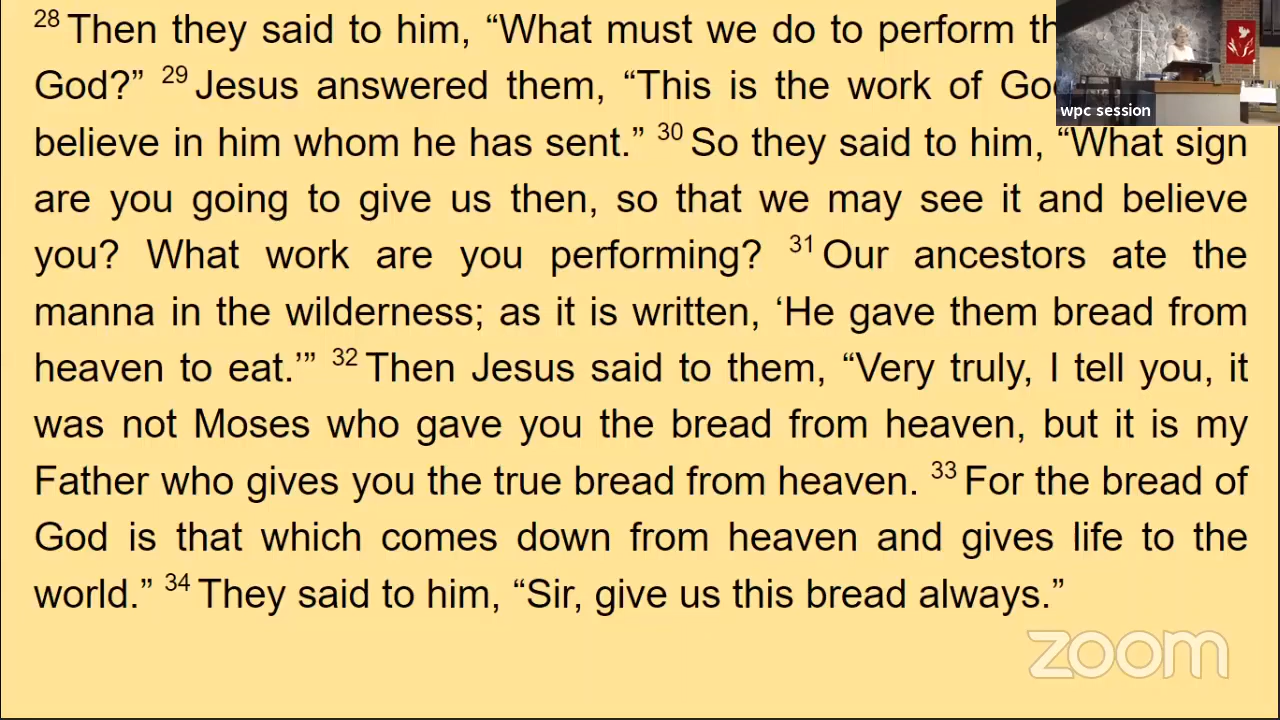 28 Then they said to him, “What must we do to perform th
God?” 29 Jesus answered them, “This is the work of Go
believe in him whom he has sent.” 30 So they said to him, “What sign
are you going to give us then, so that we may see it and believe
you? What work are you performing? 31 Our ancestors ate the
manna in the wilderness; as it is written, ‘He gave them bread from
heaven to eat.’” 32 Then Jesus said to them, “Very truly, I tell you, it
was not Moses who gave you the bread from heaven, but it is my
Father who gives you the true bread from heaven. 33 For the bread of
God is that which comes down from heaven and gives life to the
world.” 34 They said to him, “Sir, give us this bread always.”
wpc session
zoom